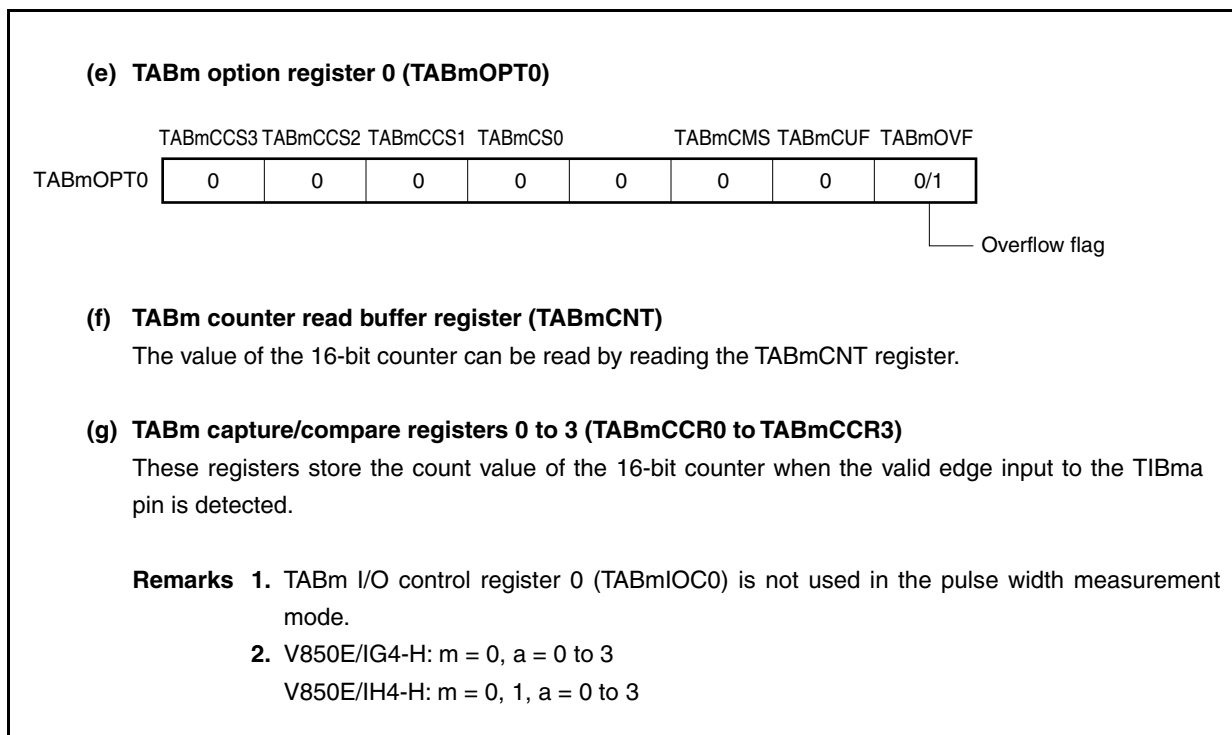 (e) TABm option register 0 (TABmOPT0)
TABmCCS3 TABmCCS2 TABmCCS1 TABmCS0 TABmCMS TABmCUF TABmOVF
TABmOPT0 0 0 0 0 0 0 0 0/1
Overflow flag
(f) TABm counter read buffer register (TABmCNT)
The value of the 16-bit counter can be read by reading the TABmCNT register.
(g) TABm capture/compare registers 0 to 3 (TABmCCR0 to TABmCCR3)
These registers store the count value of the 16-bit counter when the valid edge input to the TIBma
pin is detected.
Remarks 1. TABm I/O control register 0 (TABmIOC0) is not used in the pulse width measurement
mode.
2. V850E/IG4-H: m = 0, a = 0 to 3
V850E/IH4-H: m = 0, 1, a = 0 to 3